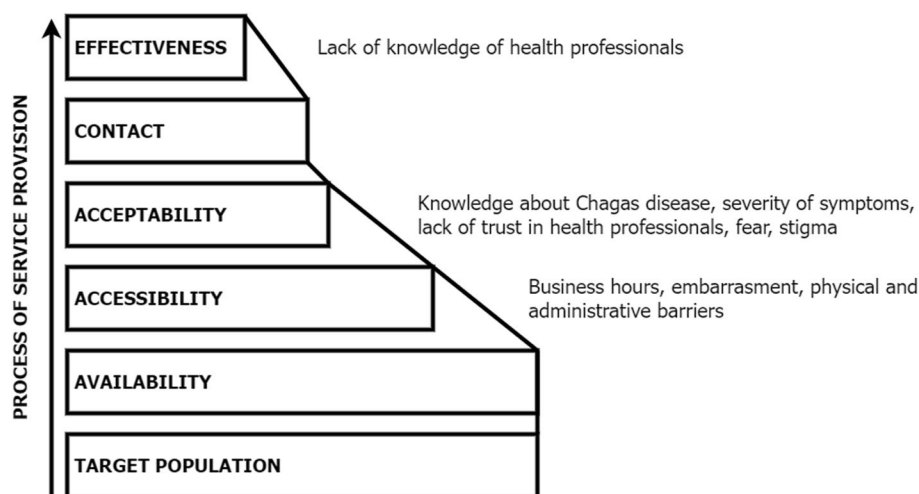 PROCESS OF SERVICE PROVISION
EFFECTIVENESS
Lack of knowledge of health professionals
CONTACT
ACCEPTABILITY
Knowledge about Chagas disease, severity of symptoms,
lack of trust in health professionals, fear, stigma
ACCESSIBILITY
Business hours, embarrasment, physical and
administrative barriers
AVAILABILITY
TARGET POPULATION